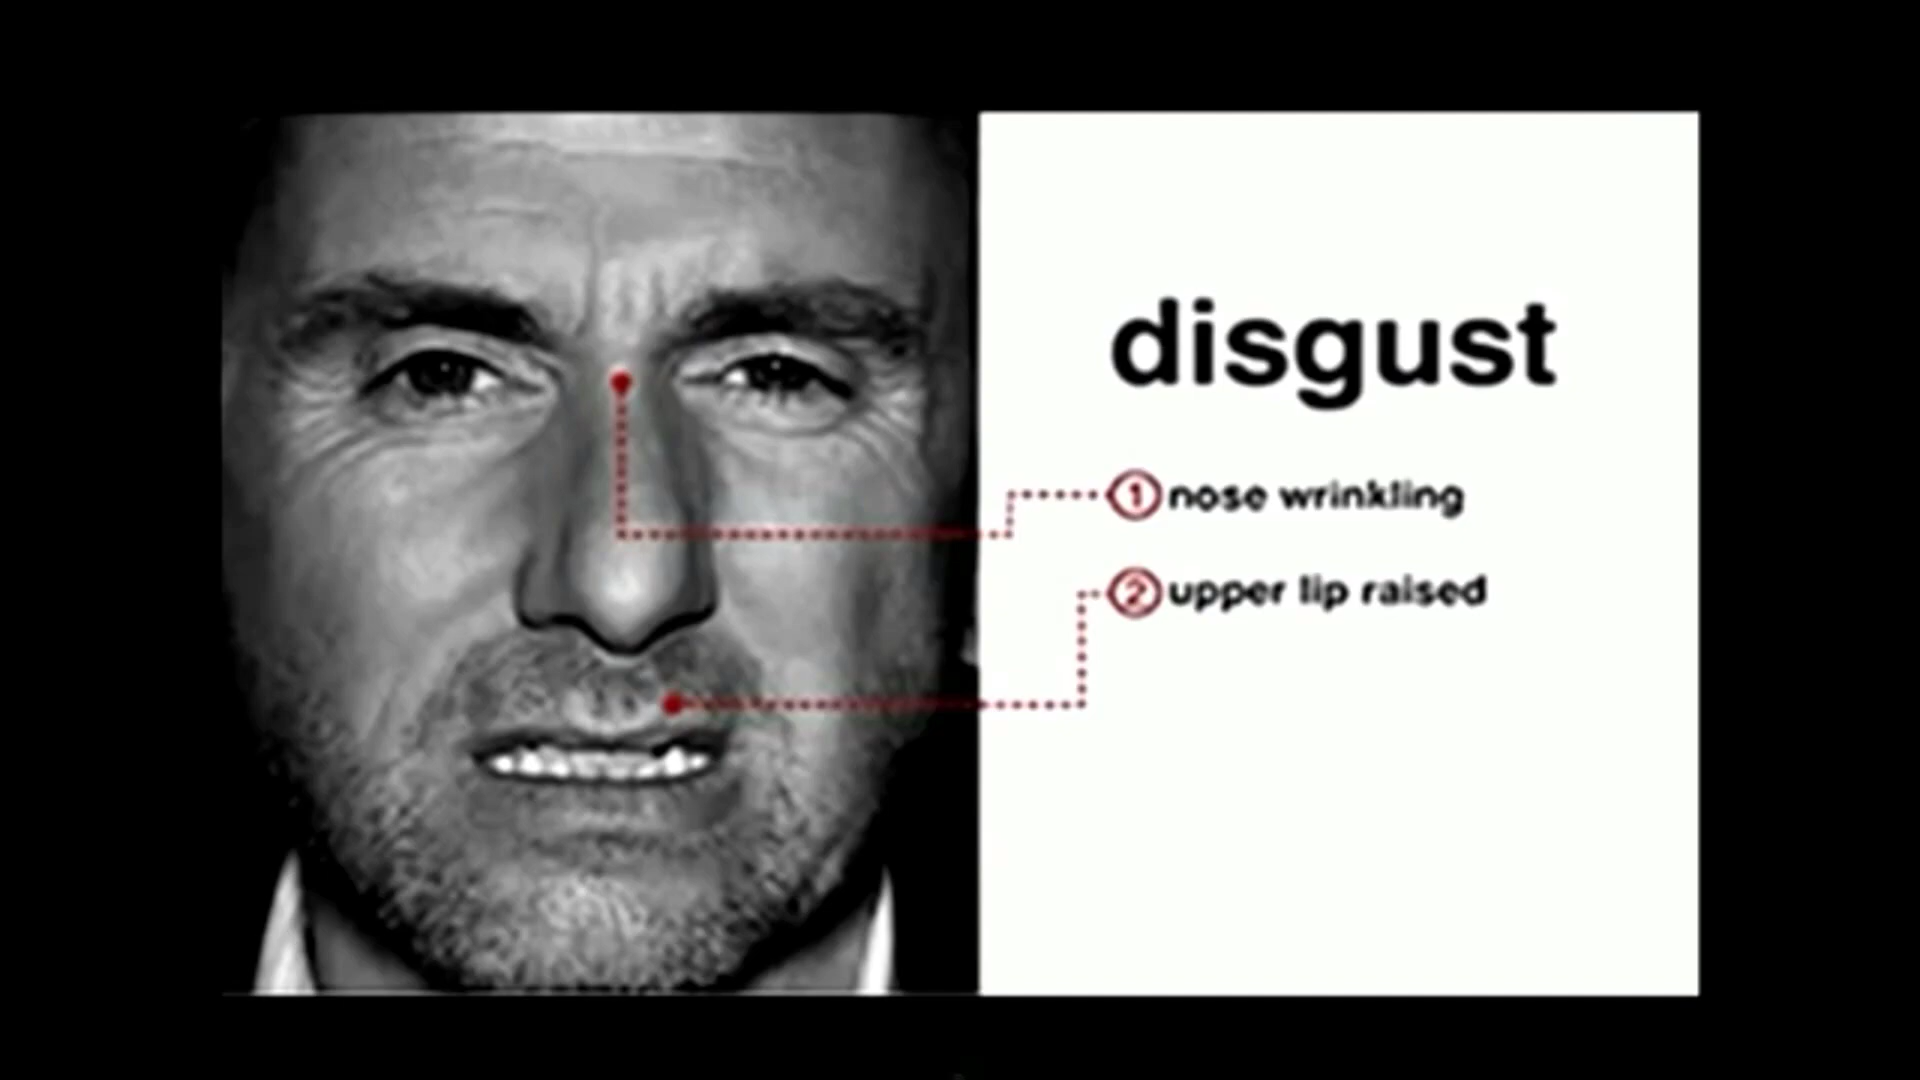 disgust
1 nose wrinkling
2 upper lip raised